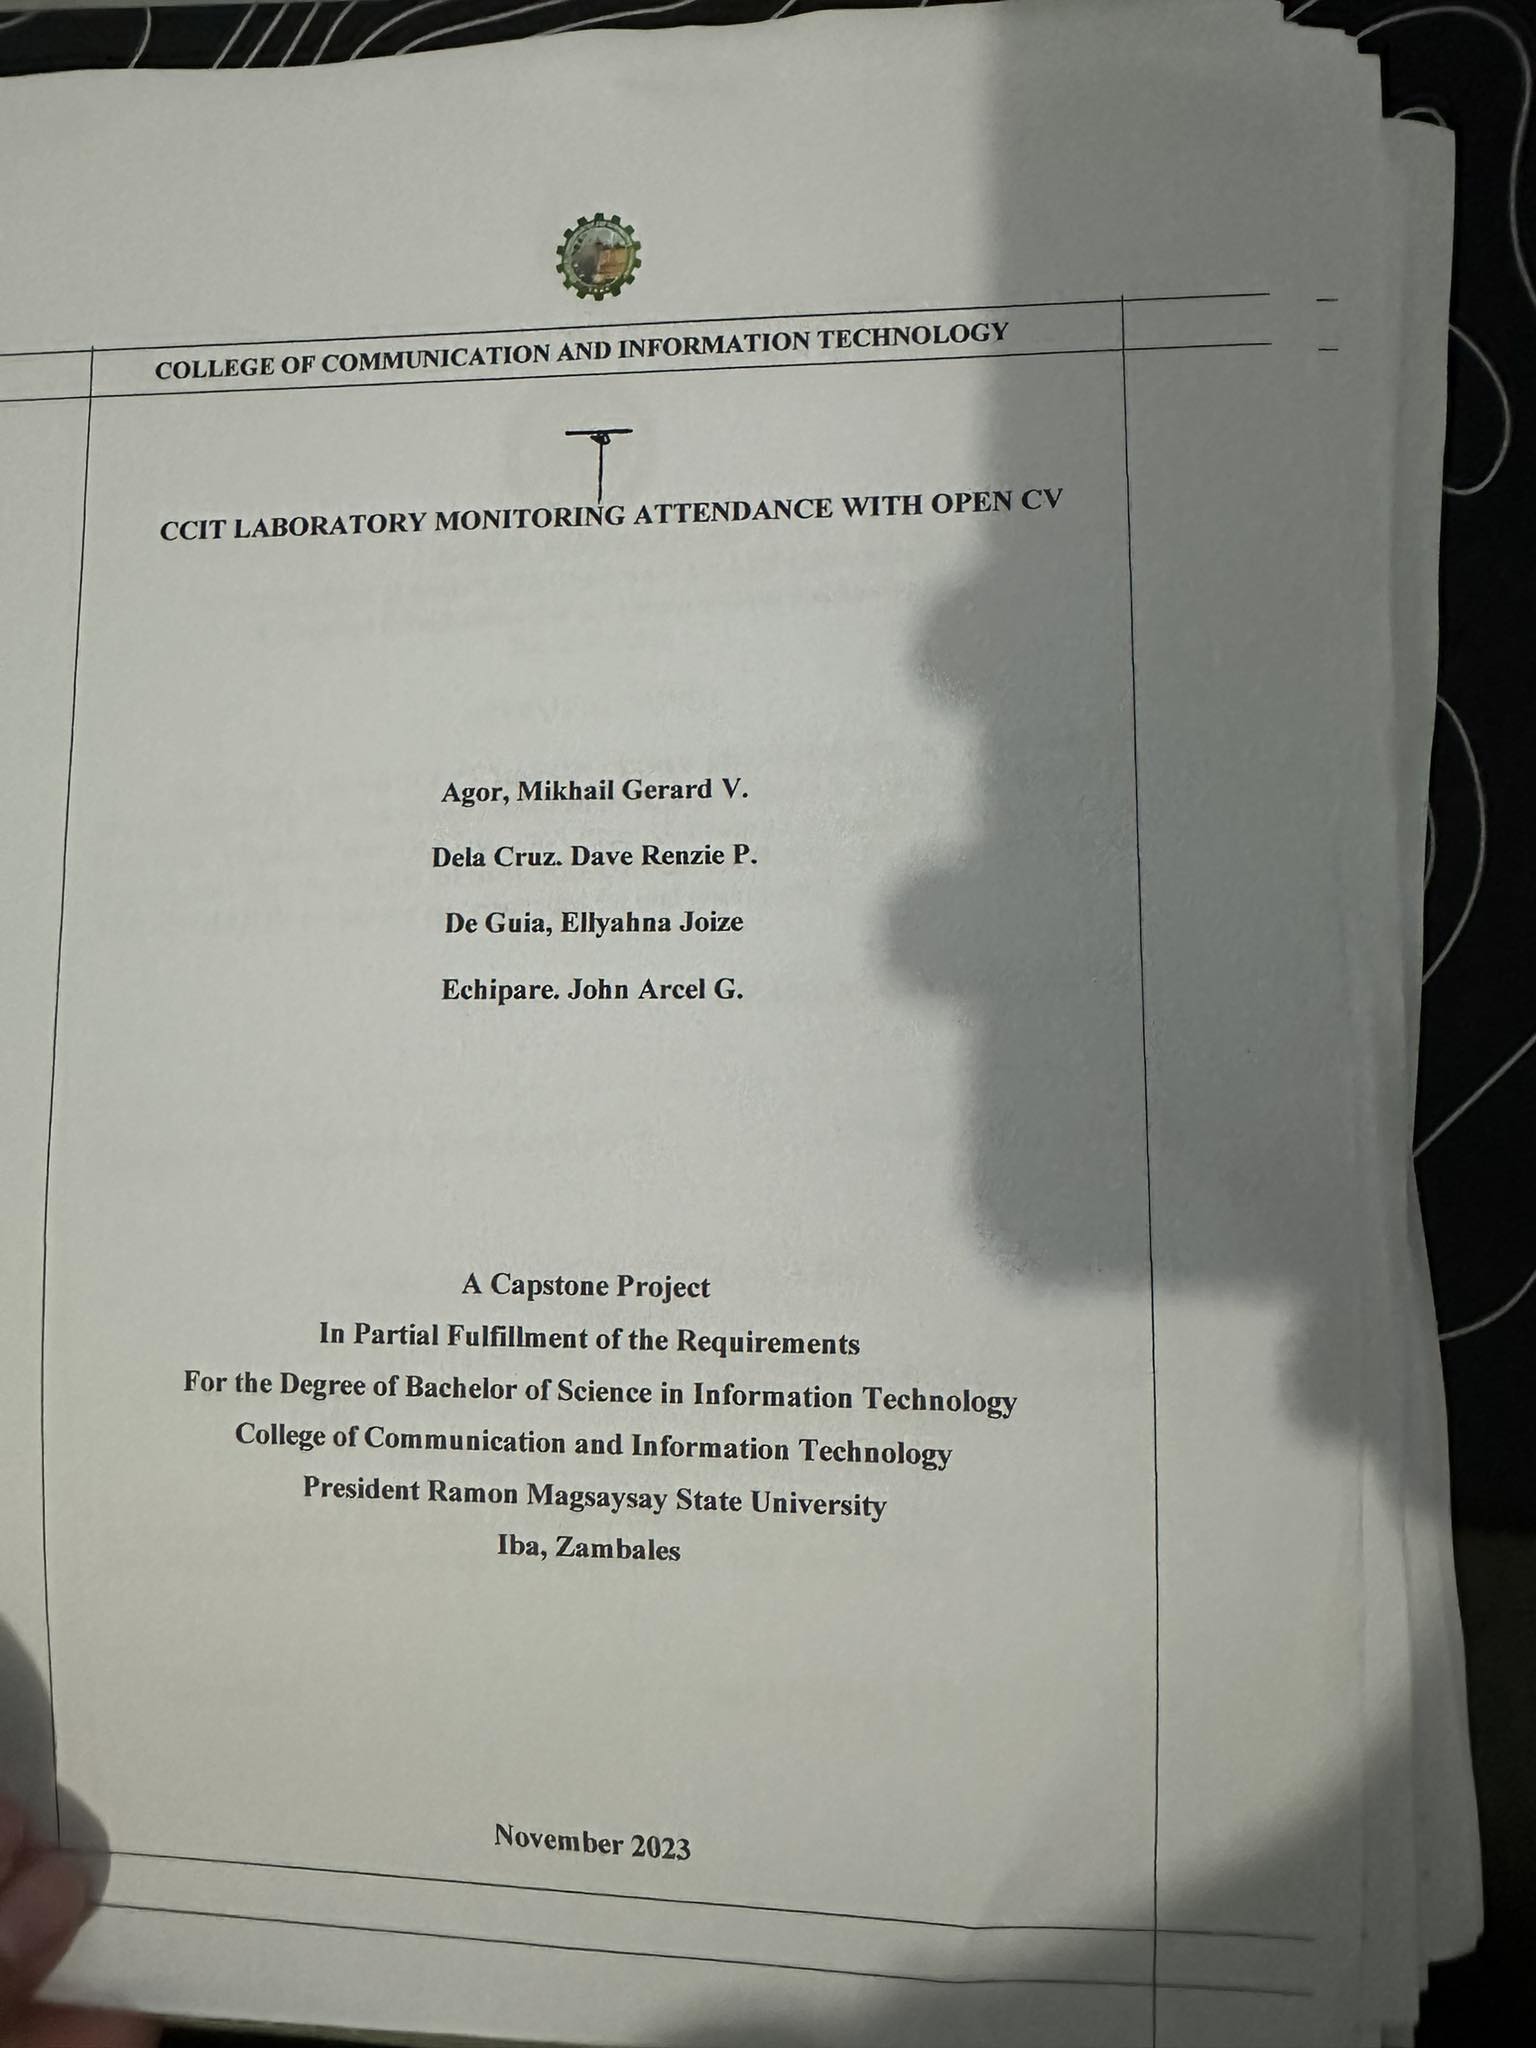 COLLEGE OF COMMUNICATION AND INFORMATION TECHNOLOGY
CCIT LABORATORY MONITORING ATTENDANCE WITH OPEN CV
Agor, Mikhail Gerard V.
Dela Cruz. Dave Renzie P.
De Guia, Ellyahna Joize
Echipare. John Arcel G.
A Capstone Project
In Partial Fulfillment of the Requirements
For the Degree of Bachelor of Science in Information Technology
College of Communication and Information Technology
President Ramon Magsaysay State University
Iba, Zambales
November 2023